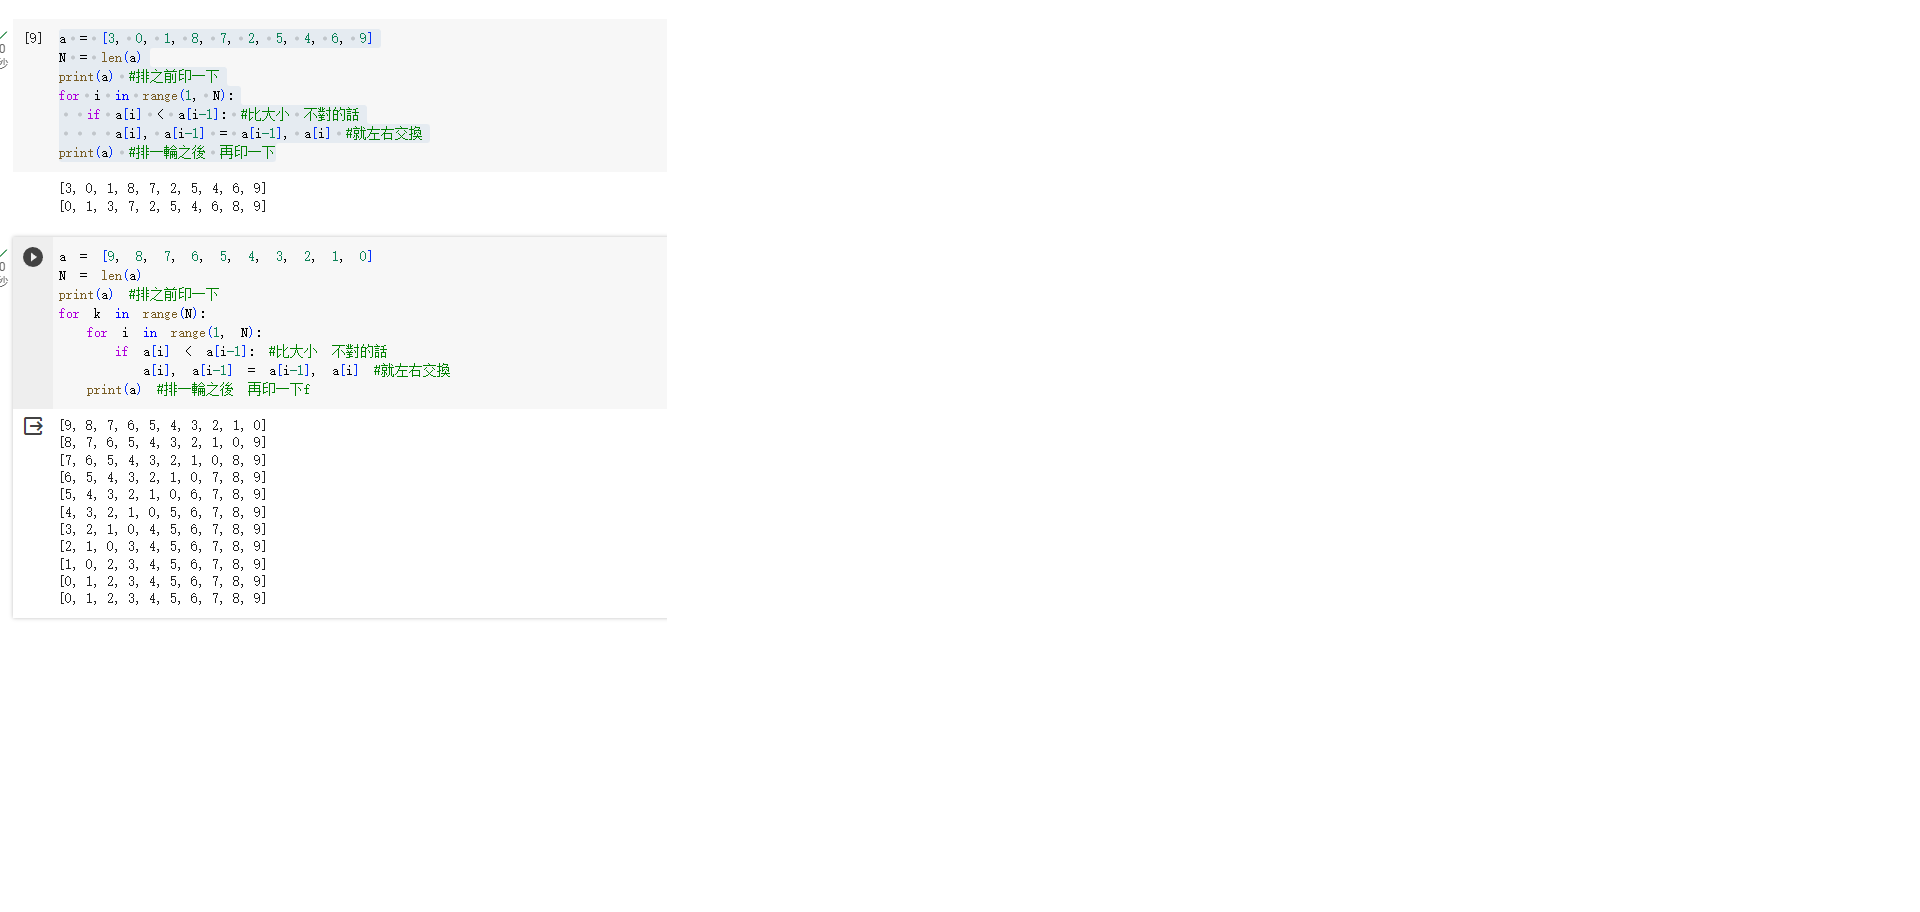 [9] a = [3, 0, 1, 8, 7, 2, 5, 4, 6, 9]
N = len(a)
print(a) #排之前印一下
for i in range(1, N):
  if a[i] < a[i-1]: #比大小 不對的話
    a[i], a[i-1] = a[i-1], a[i] #就左右交換
print(a) #排一輪之後 再印一下
0
秒
[3, 0, 1, 8, 7, 2, 5, 4, 6, 9]
[0, 1, 3, 7, 2, 5, 4, 6, 8, 9]
a = [9, 8, 7, 6, 5, 4, 3, 2, 1, 0]
N = len(a)
print(a) #排之前印一下
for k in range(N):
  for i in range(1, N):
    if a[i] < a[i-1]: #比大小 不對的話
      a[i], a[i-1] = a[i-1], a[i] #就左右交換
  print(a) #排一輪之後 再印一下f
0
秒
[9, 8, 7, 6, 5, 4, 3, 2, 1, 0]
[8, 7, 6, 5, 4, 3, 2, 1, 0, 9]
[7, 6, 5, 4, 3, 2, 1, 0, 8, 9]
[6, 5, 4, 3, 2, 1, 0, 7, 8, 9]
[5, 4, 3, 2, 1, 0, 6, 7, 8, 9]
[4, 3, 2, 1, 0, 5, 6, 7, 8, 9]
[3, 2, 1, 0, 4, 5, 6, 7, 8, 9]
[2, 1, 0, 3, 4, 5, 6, 7, 8, 9]
[1, 0, 2, 3, 4, 5, 6, 7, 8, 9]
[0, 1, 2, 3, 4, 5, 6, 7, 8, 9]
[0, 1, 2, 3, 4, 5, 6, 7, 8, 9]